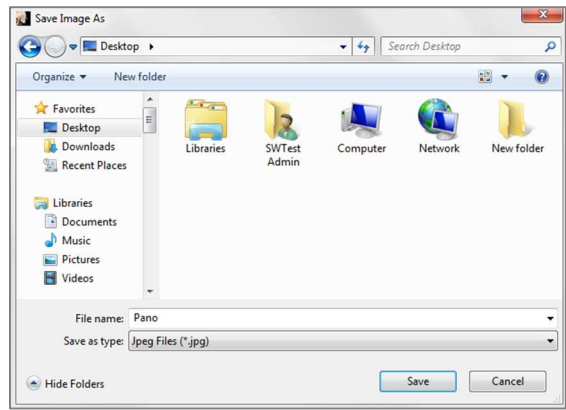 Save Image As
Desktop
Search Desktop
Organize New folder
Favorites
Desktop
Downloads
Recent Places
Libraries
Documents
Music
Pictures
Videos
Libraries
SWTest
Admin
Computer
Network
New folder
File name: Pano
Save as type: Jpeg Files (*.jpg)
Hide Folders
Save
Cancel